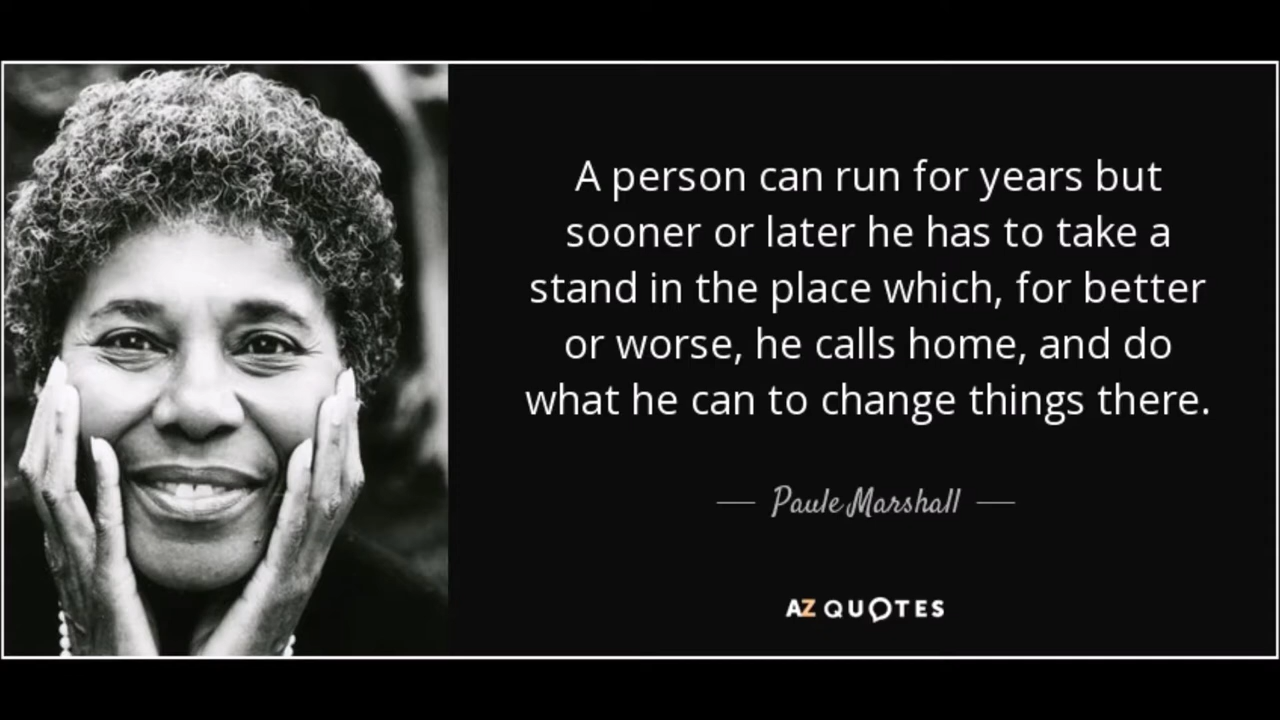 A person can run for years but
sooner or later he has to take a
stand in the place which, for better
or worse, he calls home, and do
what he can to change things there.
Paule Marshall
AZ QUOTES